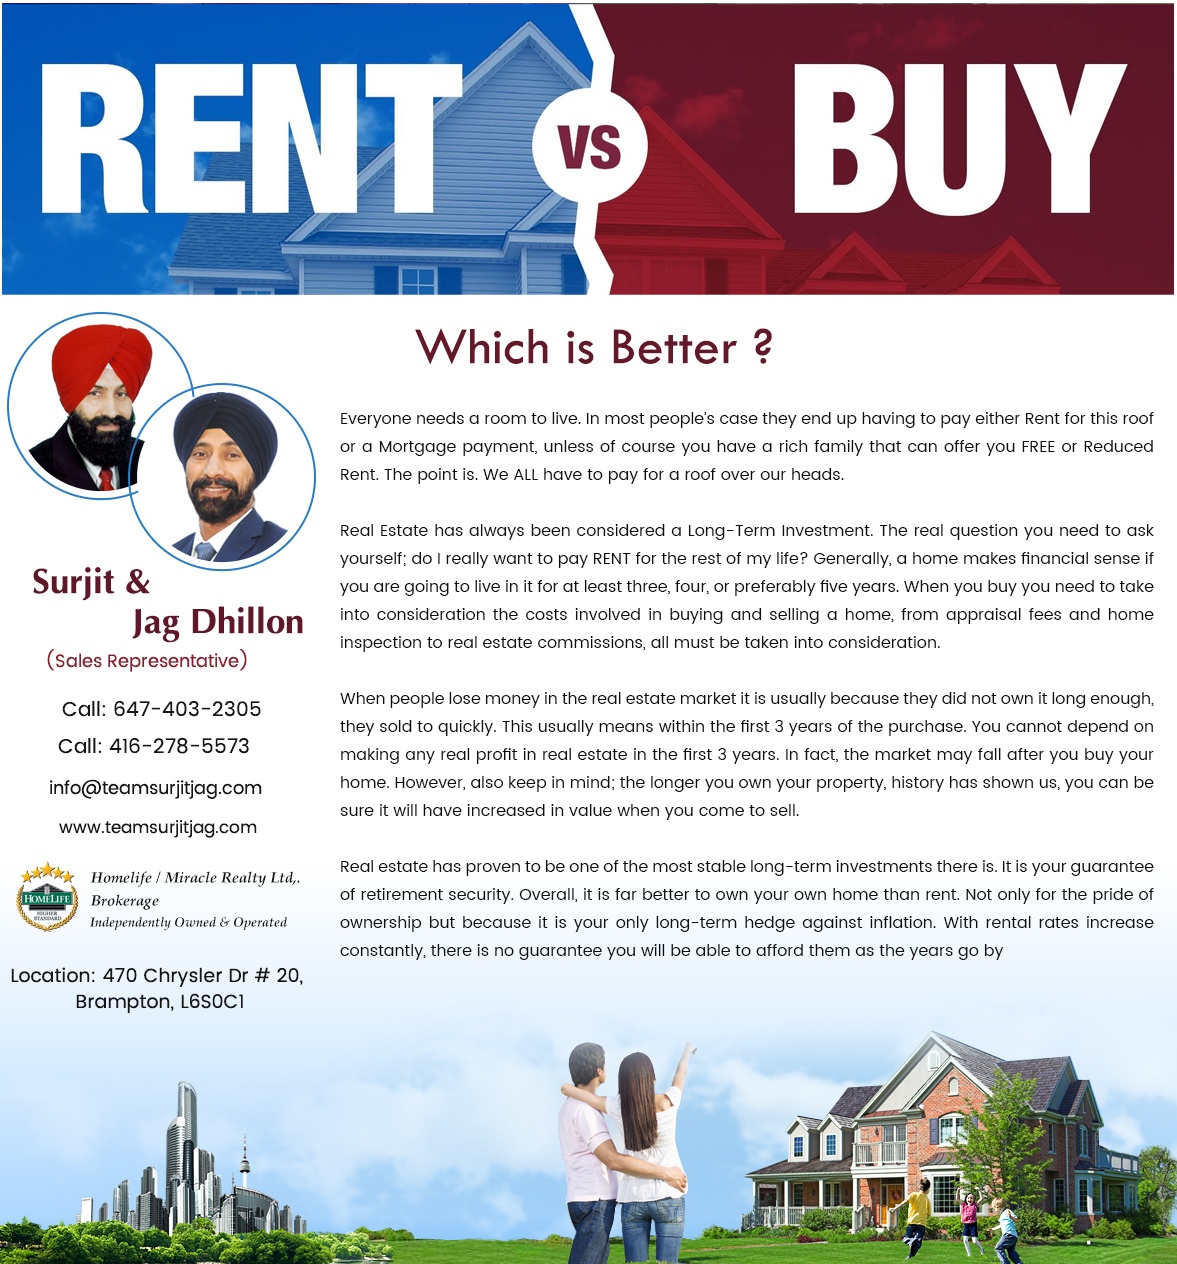 RENT VS BUY
Which is Better ?
Surjit &
Jag Dhillon
(Sales Representative)
Call: 647-403-2305
Call: 416-278-5573
info@teamsurjitjag.com
www.teamsurjitjag.com
HOMELIFE
HIGHER
STANDARD
Homelife / Miracle Realty Ltd,.
Brokerage
Independently Owned & Operated
Location: 470 Chrysler Dr # 20,
Brampton, L6S0C1
Everyone needs a room to live. In most people's case they end up having to pay either Rent for this roof
or a Mortgage payment, unless of course you have a rich family that can offer you FREE or Reduced
Rent. The point is. We ALL have to pay for a roof over our heads.
Real Estate has always been considered a Long-Term Investment. The real question you need to ask
yourself; do I really want to pay RENT for the rest of my life? Generally, a home makes financial sense if
you are going to live in it for at least three, four, or preferably five years. When you buy you need to take
into consideration the costs involved in buying and selling a home, from appraisal fees and home
inspection to real estate commissions, all must be taken into consideration.
When people lose money in the real estate market it is usually because they did not own it long enough,
they sold to quickly. This usually means within the first 3 years of the purchase. You cannot depend on
making any real profit in real estate in the first 3 years. In fact, the market may fall after you buy your
home. However, also keep in mind; the longer you own your property, history has shown us, you can be
sure it will have increased in value when you come to sell.
Real estate has proven to be one of the most stable long-term investments there is. It is your guarantee
of retirement security. Overall, it is far better to own your own home than rent. Not only for the pride of
ownership but because it is your only long-term hedge against inflation. With rental rates increase
constantly, there is no guarantee you will be able to afford them as the years go by